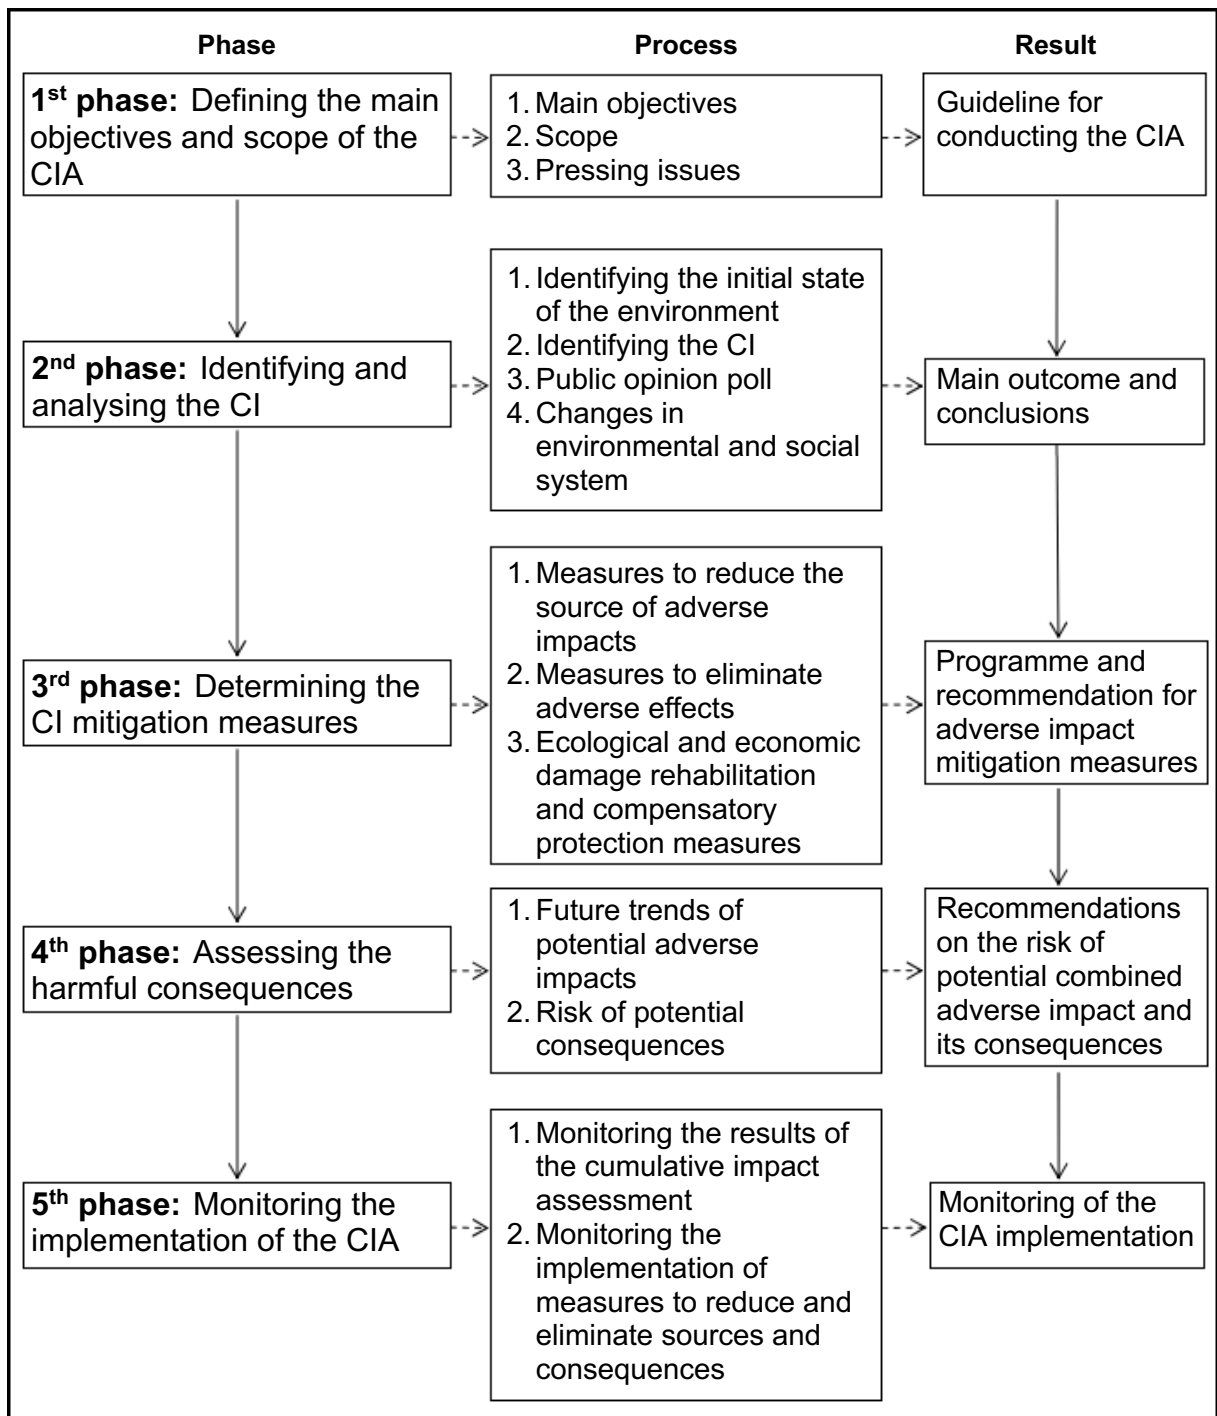 Phase
Process
Result
1st phase: Defining the main
objectives and scope of the
CIA
1. Main objectives
2. Scope
3. Pressing issues
Guideline for
conducting the CIA
2nd phase: Identifying and
analysing the CI
1. Identifying the initial state
of the environment
2. Identifying the CI
3. Public opinion poll
4. Changes in
environmental and social
system
Main outcome and
conclusions
3rd phase: Determining the
CI mitigation measures
1. Measures to reduce the
source of adverse
impacts
2. Measures to eliminate
adverse effects
3. Ecological and economic
damage rehabilitation
and compensatory
protection measures
Programme and
recommendation for
adverse impact
mitigation measures
4th phase: Assessing the
harmful consequences
1. Future trends of
potential adverse
impacts
2. Risk of potential
consequences
Recommendations
on the risk of
potential combined
adverse impact and
its consequences
5th phase: Monitoring the
implementation of the CIA
1. Monitoring the results of
the cumulative impact
assessment
2. Monitoring the
implementation of
measures to reduce and
eliminate sources and
consequences
Monitoring of the
CIA implementation